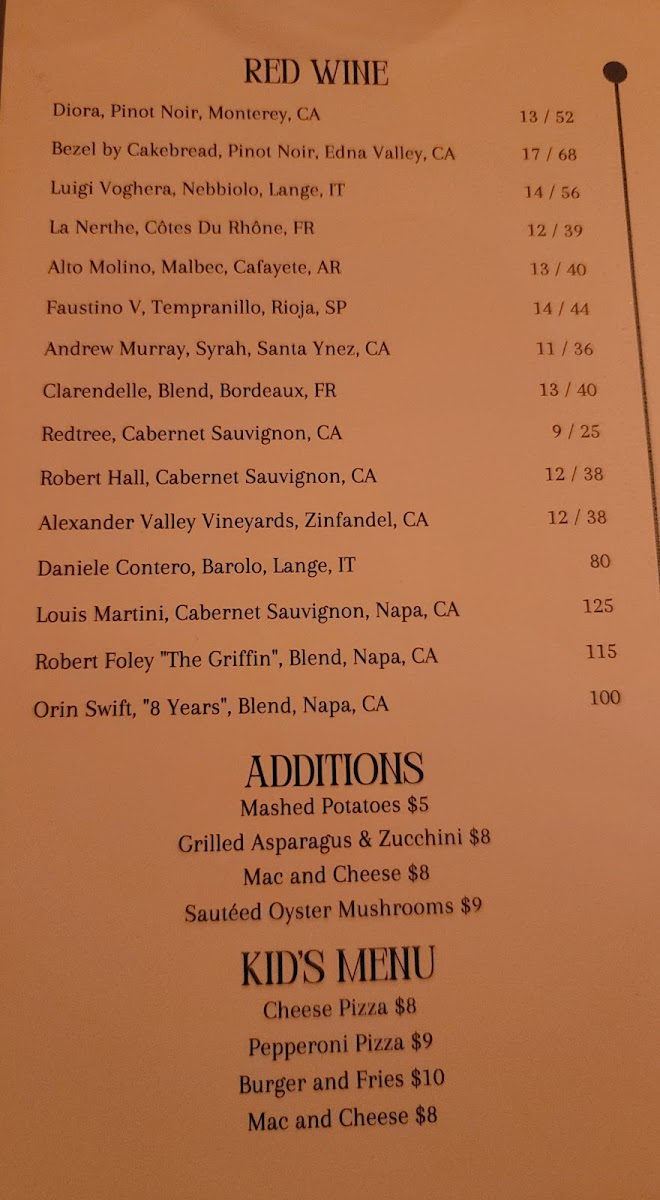 RED WINE
Diora, Pinot Noir, Monterey, CA 13 / 52
Bezel by Cakebread, Pinot Noir, Edna Valley, CA 17 / 68
Luigi Voghera, Nebbiolo, Lange, IT 14 / 56
La Nerthe, Côtes Du Rhône, FR 12 / 39
Alto Molino, Malbec, Cafayete, AR 13 / 40
Faustino V, Tempranillo, Rioja, SP 14 / 44
Andrew Murray, Syrah, Santa Ynez, CA 11 / 36
Clarendelle, Blend, Bordeaux, FR 13 / 40
Redtree, Cabernet Sauvignon, CA 9 / 25
Robert Hall, Cabernet Sauvignon, CA 12 / 38
Alexander Valley Vineyards, Zinfandel, CA 12 / 38
Daniele Contero, Barolo, Lange, IT 80
Louis Martini, Cabernet Sauvignon, Napa, CA 125
Robert Foley "The Griffin", Blend, Napa, CA 115
Orin Swift, "8 Years", Blend, Napa, CA 100
ADDITIONS
Mashed Potatoes $5
Grilled Asparagus & Zucchini $8
Mac and Cheese $8
Sautéed Oyster Mushrooms $9
KID'S MENU
Cheese Pizza $8
Pepperoni Pizza $9
Burger and Fries $10
Mac and Cheese $8